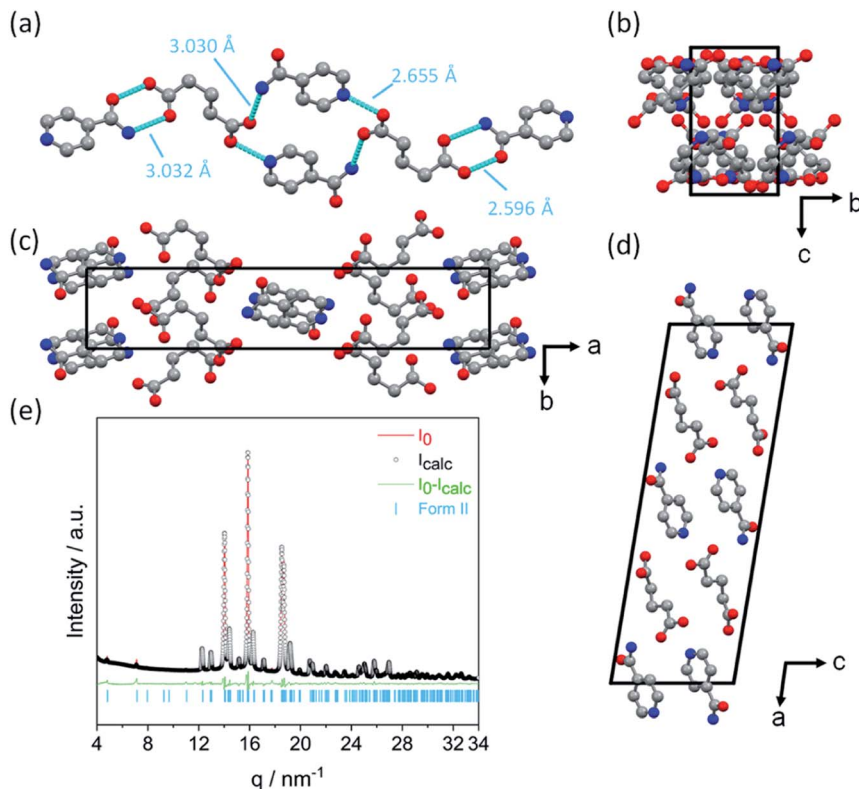 (a)
3.030 Å
2.655 Å
3.032 Å
2.596 Å
(b)
b
c
(c)
a
b
(d)
c
a
(e)
I0
Icalc
I0-Icalc
Form II
Intensity / a.u.
4 8 12 16 20 24 28 32 34
q / nm-1